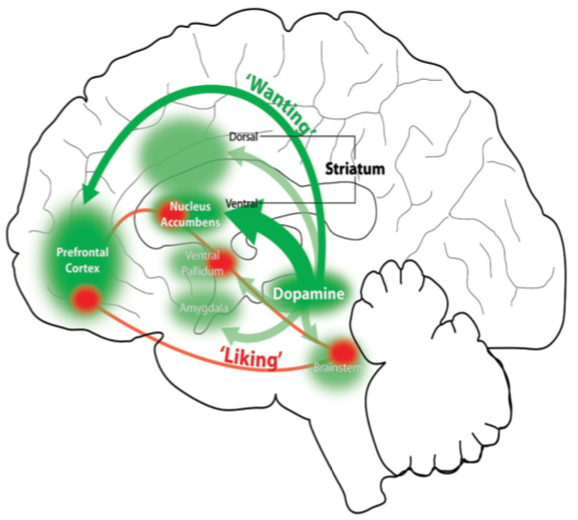 'Wanting'
Dorsal
Striatum
Ventral
Nucleus
Accumbens
Prefrontal
Cortex
Ventral
Pallidum
Dopamine
Amygdala
'Liking'
Brainstem